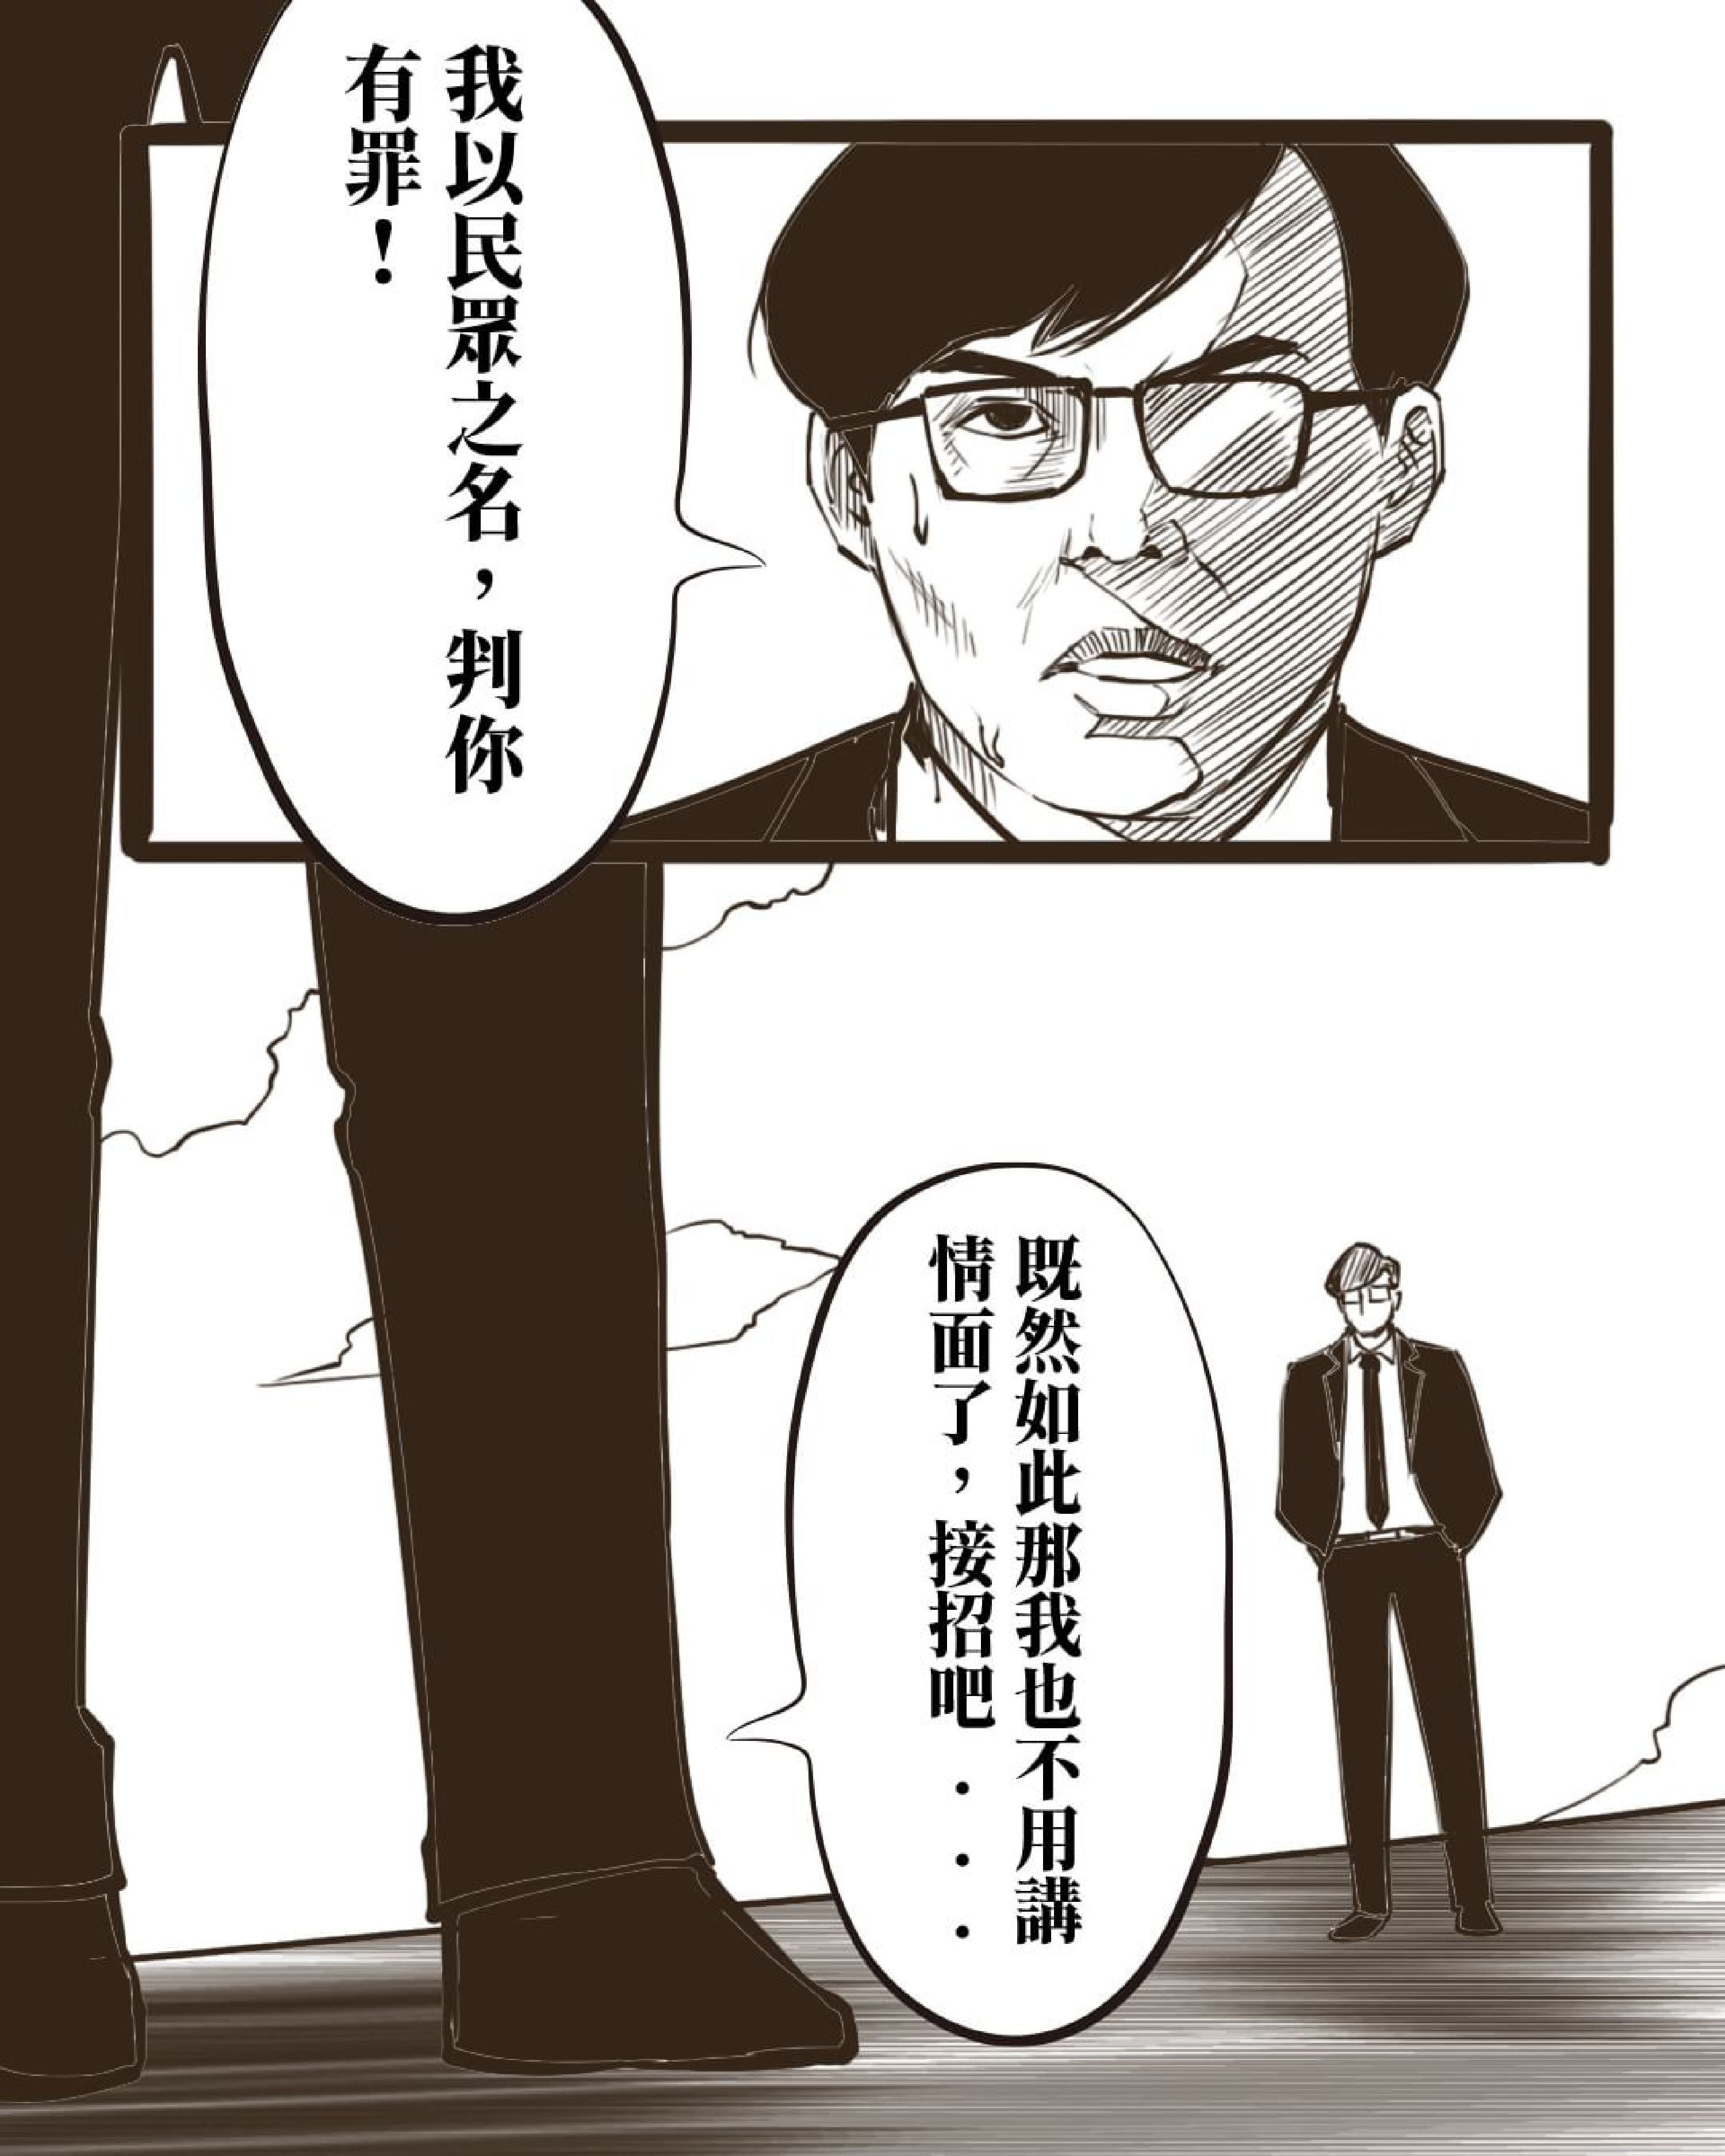 我以民眾之名，判你
有罪！
既然如此那我也不用講
情面了，接招吧．．．